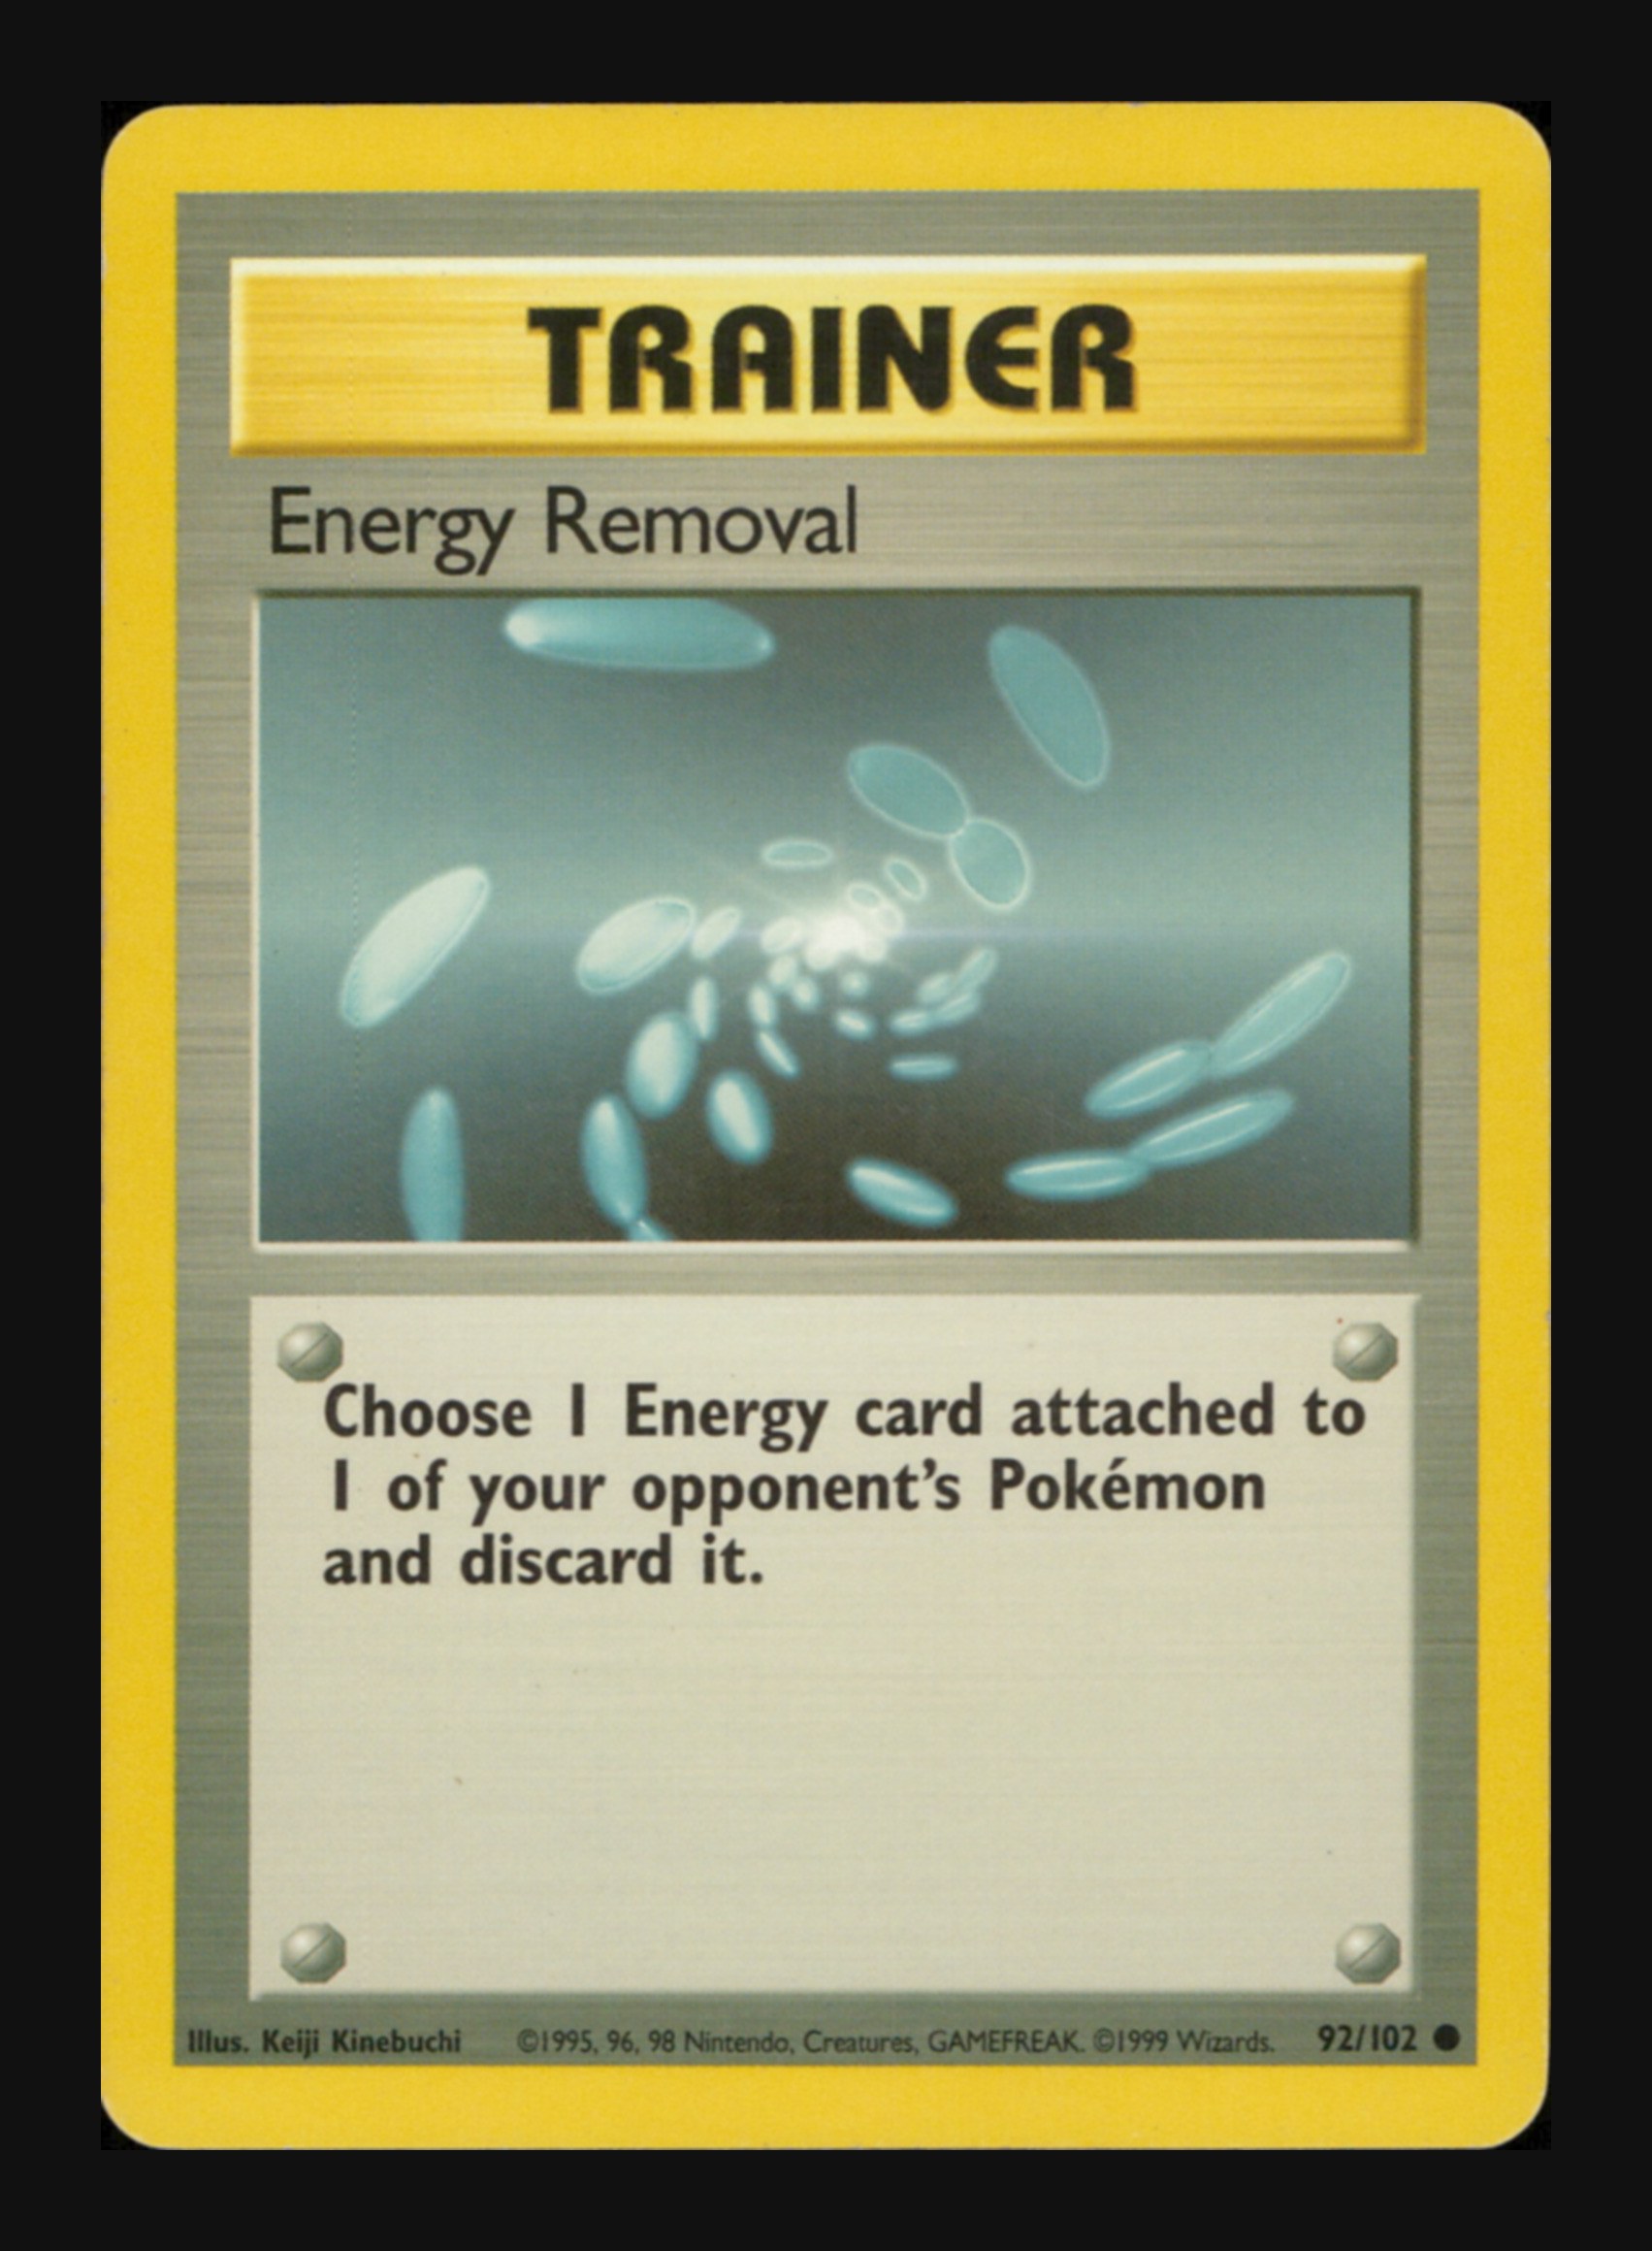 TRAINER
Energy Removal
Choose 1 Energy card attached to
1 of your opponent's Pokémon
and discard it.
Illus. Keiji Kinebuchi ©1995, 96, 98 Nintendo, Creatures, GAMEFREAK. ©1999 Wizards. 92/102 ●